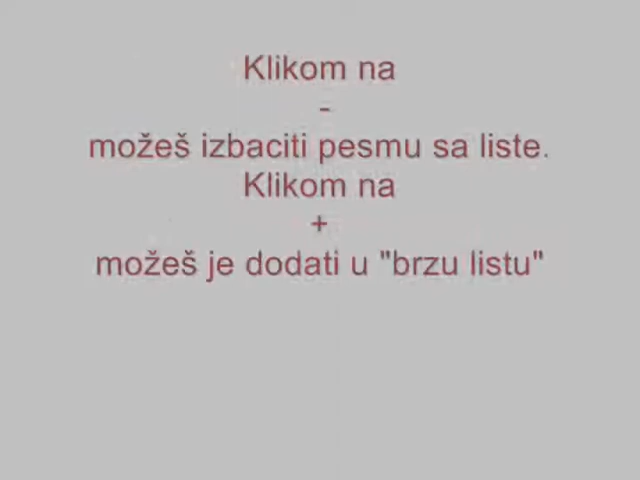 Klikom na
-
možeš izbaciti pesmu sa liste.
Klikom na
+
možeš je dodati u "brzu listu"